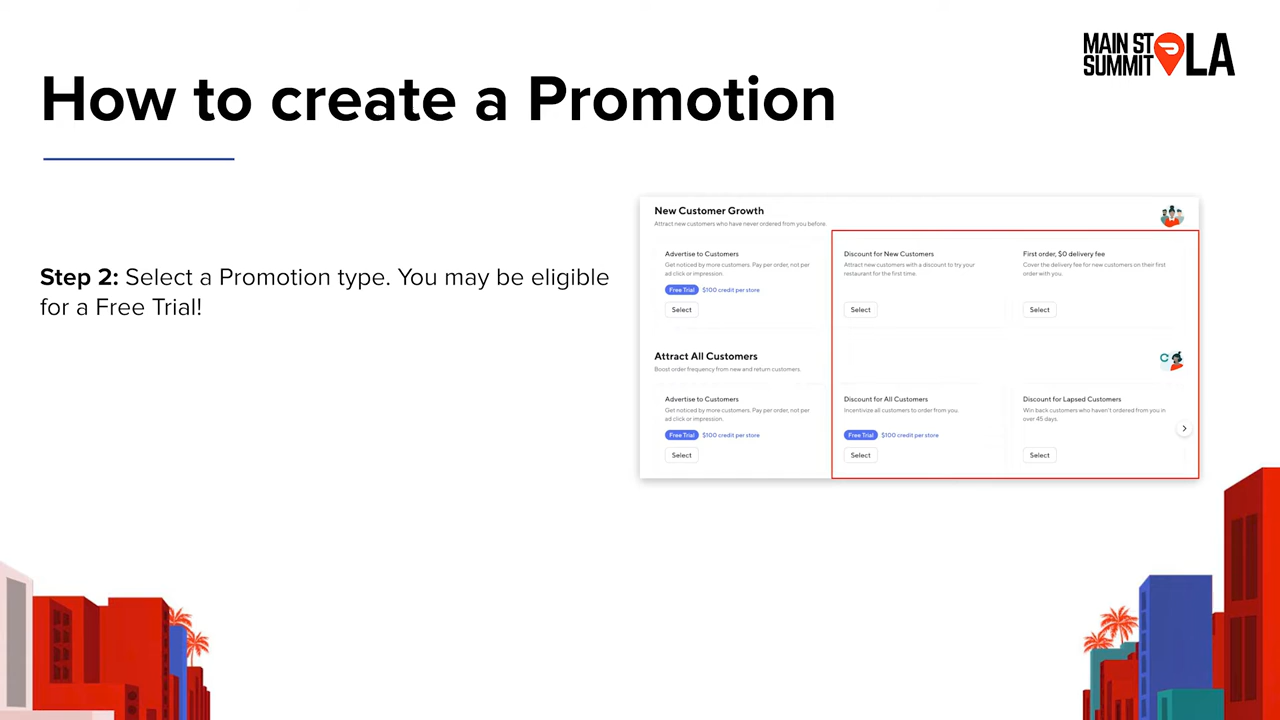 MAIN ST
SUMMIT
LA
How to create a Promotion
Step 2: Select a Promotion type. You may be eligible
for a Free Trial!
New Customer Growth
Attract new customers who have never ordered from you before.
Advertise to Customers
Get noticed by more customers. Pay per order, not per
ad click or impression.
Free Trial $100 credit per store
Select
Discount for New Customers
Attract new customers with a discount to try your
restaurant for the first time.
Select
First order, $0 delivery fee
Cover the delivery fee for new customers on their first
order with you.
Select
Attract All Customers
Boost order frequency from new and return customers.
Advertise to Customers
Get noticed by more customers. Pay per order, not per
ad click or impression.
Free Trial $100 credit per store
Select
Discount for All Customers
Incentivize all customers to order from you.
Free Trial $100 credit per store
Select
Discount for Lapsed Customers
Win back customers who haven't ordered from you in
over 45 days.
Select